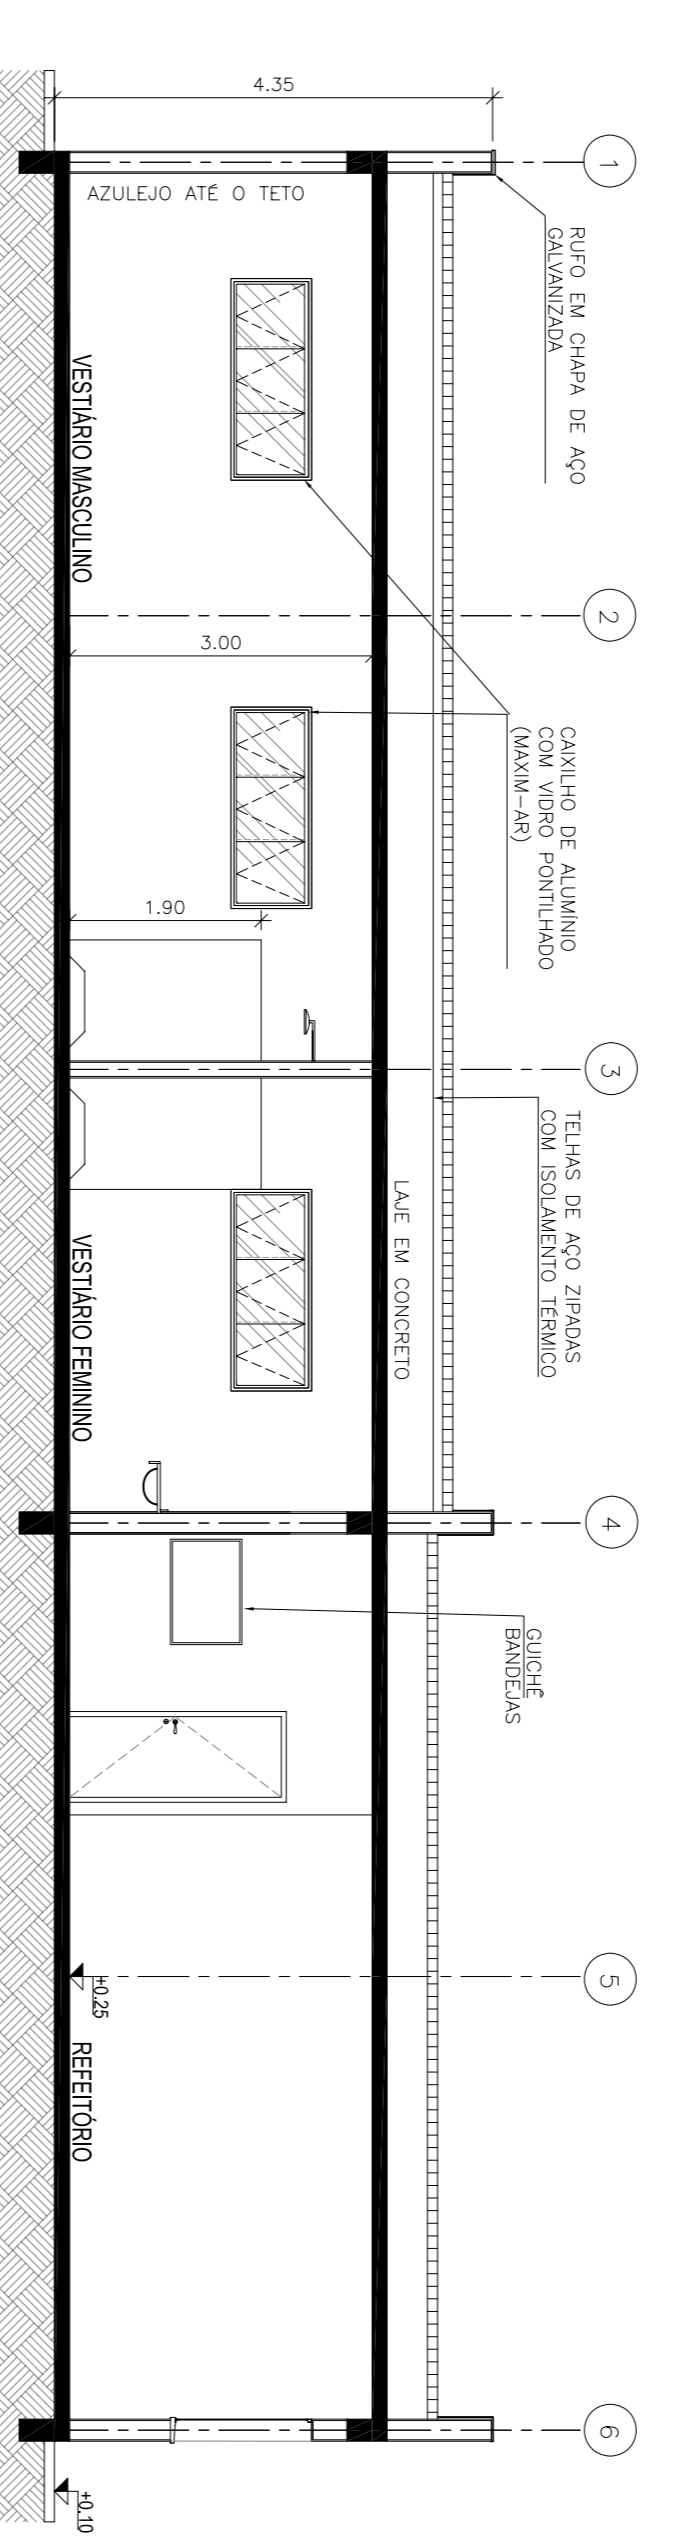 4.35
1
AZULEJO ATÉ O TETO
RUFO EM CHAPA DE AÇO
GALVANIZADA
VESTIÁRIO MASCULINO
2
3.00
CAIXILHO DE ALUMÍNIO
COM VIDRO PONTILHADO
(MAXIM-AR)
1.90
3
TELHAS DE AÇO ZIPADAS
COM ISOLAMENTO TÉRMICO
LAJE EM CONCRETO
VESTIÁRIO FEMININO
4
GUICHÊ
BANDEJAS
5
+0.25
REFEITÓRIO
6
+0.10